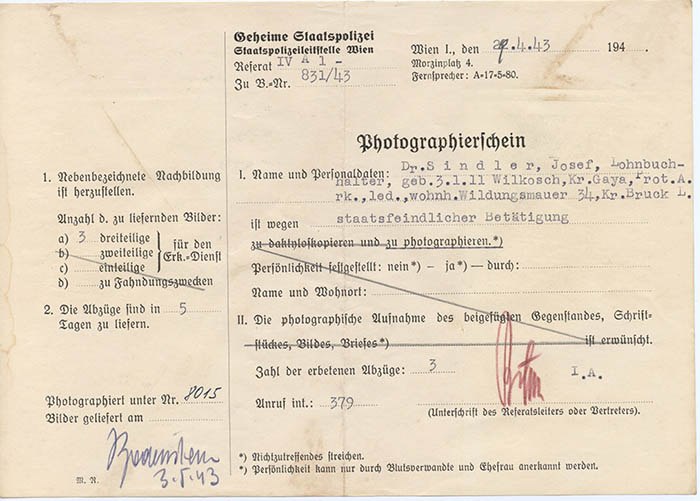 Geheime Staatspolizei
Staatspolizeileitstelle Wien
Referat IV A 1 -
Zu B.-Nr. 831/43
Wien I., den 2?.4.43 194 .
Morzinplatz 4.
Fernsprecher: A-17-5-80.
Photographierschein
1. Nebenbezeichnete Nachbildung
ist herzustellen.
Anzahl d. zu liefernden Bilder:
a) 3 dreiteilige
b) zweiteilige
c) einteilige
für den
Erk.-Dienst
d) zu Fahndungszwecken
2. Die Abzüge sind in 5
Tagen zu liefern.
Photographiert unter Nr. 8015
Bilder geliefert am
3.5.43
M. N.
I. Name und Personaldaten: Dr.Sindler, Josef, Lohnbuch-
halter, geb.3.1.11 Wilkosch,Kr.Gaya,Prot.A.
rk.,led.,wohnh.Wildungsmauer 34,Kr.Bruck L.
ist wegen staatsfeindlicher Betätigung
zu daktyloskopieren und zu photographieren.*)
Persönlichkeit festgestellt: nein*) – ja*) – durch:
Name und Wohnort:
II. Die photographische Aufnahme des beigefügten Gegenstandes, Schrift-
stückes, Bildes, Briefes*) ist erwünscht.
Zahl der erbetenen Abzüge: 3
I.A.
Anruf int.: 379
(Unterschrift des Referatsleiters oder Vertreters).
*) Nichtzutreffendes streichen.
*) Persönlichkeit kann nur durch Blutsverwandte und Ehefrau anerkannt werden.